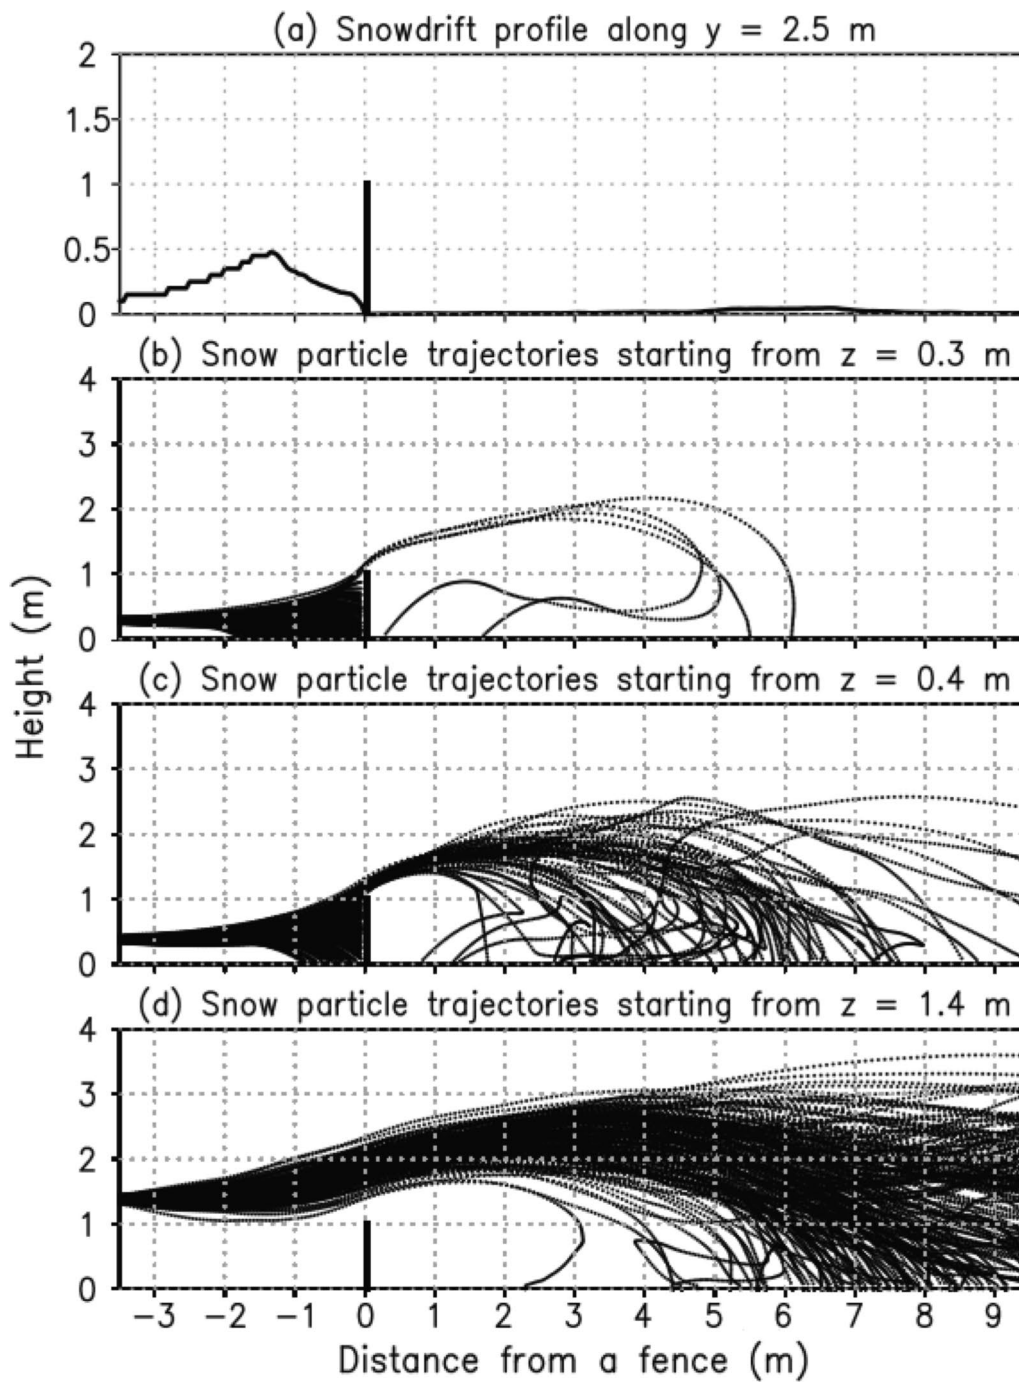 (a) Snowdrift profile along y = 2.5 m
2
1.5
1
0.5
0
(b) Snow particle trajectories starting from z = 0.3 m
4
3
2
1
0
(c) Snow particle trajectories starting from z = 0.4 m
4
3
2
1
0
(d) Snow particle trajectories starting from z = 1.4 m
4
3
2
1
0
Height (m)
-3 -2 -1 0 1 2 3 4 5 6 7 8 9
Distance from a fence (m)